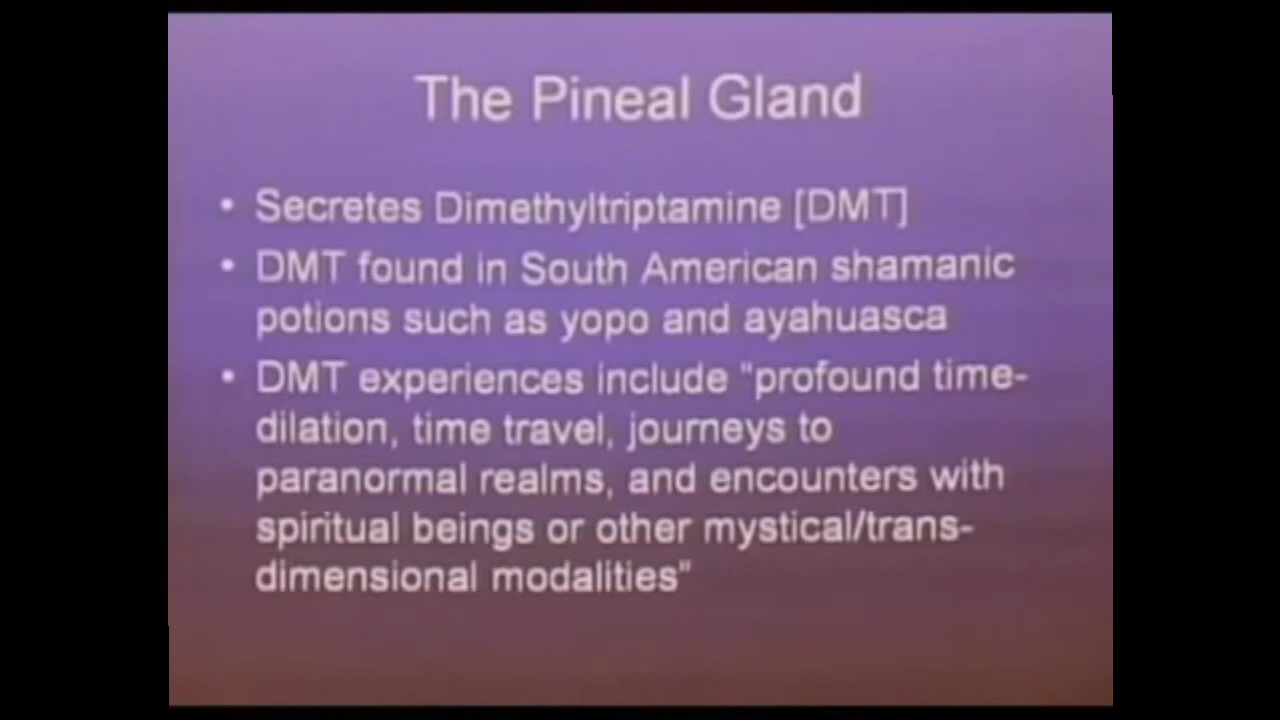 The Pineal Gland
• Secretes Dimethyltriptamine [DMT]
• DMT found in South American shamanic
potions such as yopo and ayahuasca
• DMT experiences include "profound time-
dilation, time travel, journeys to
paranormal realms, and encounters with
spiritual beings or other mystical/trans-
dimensional modalities"